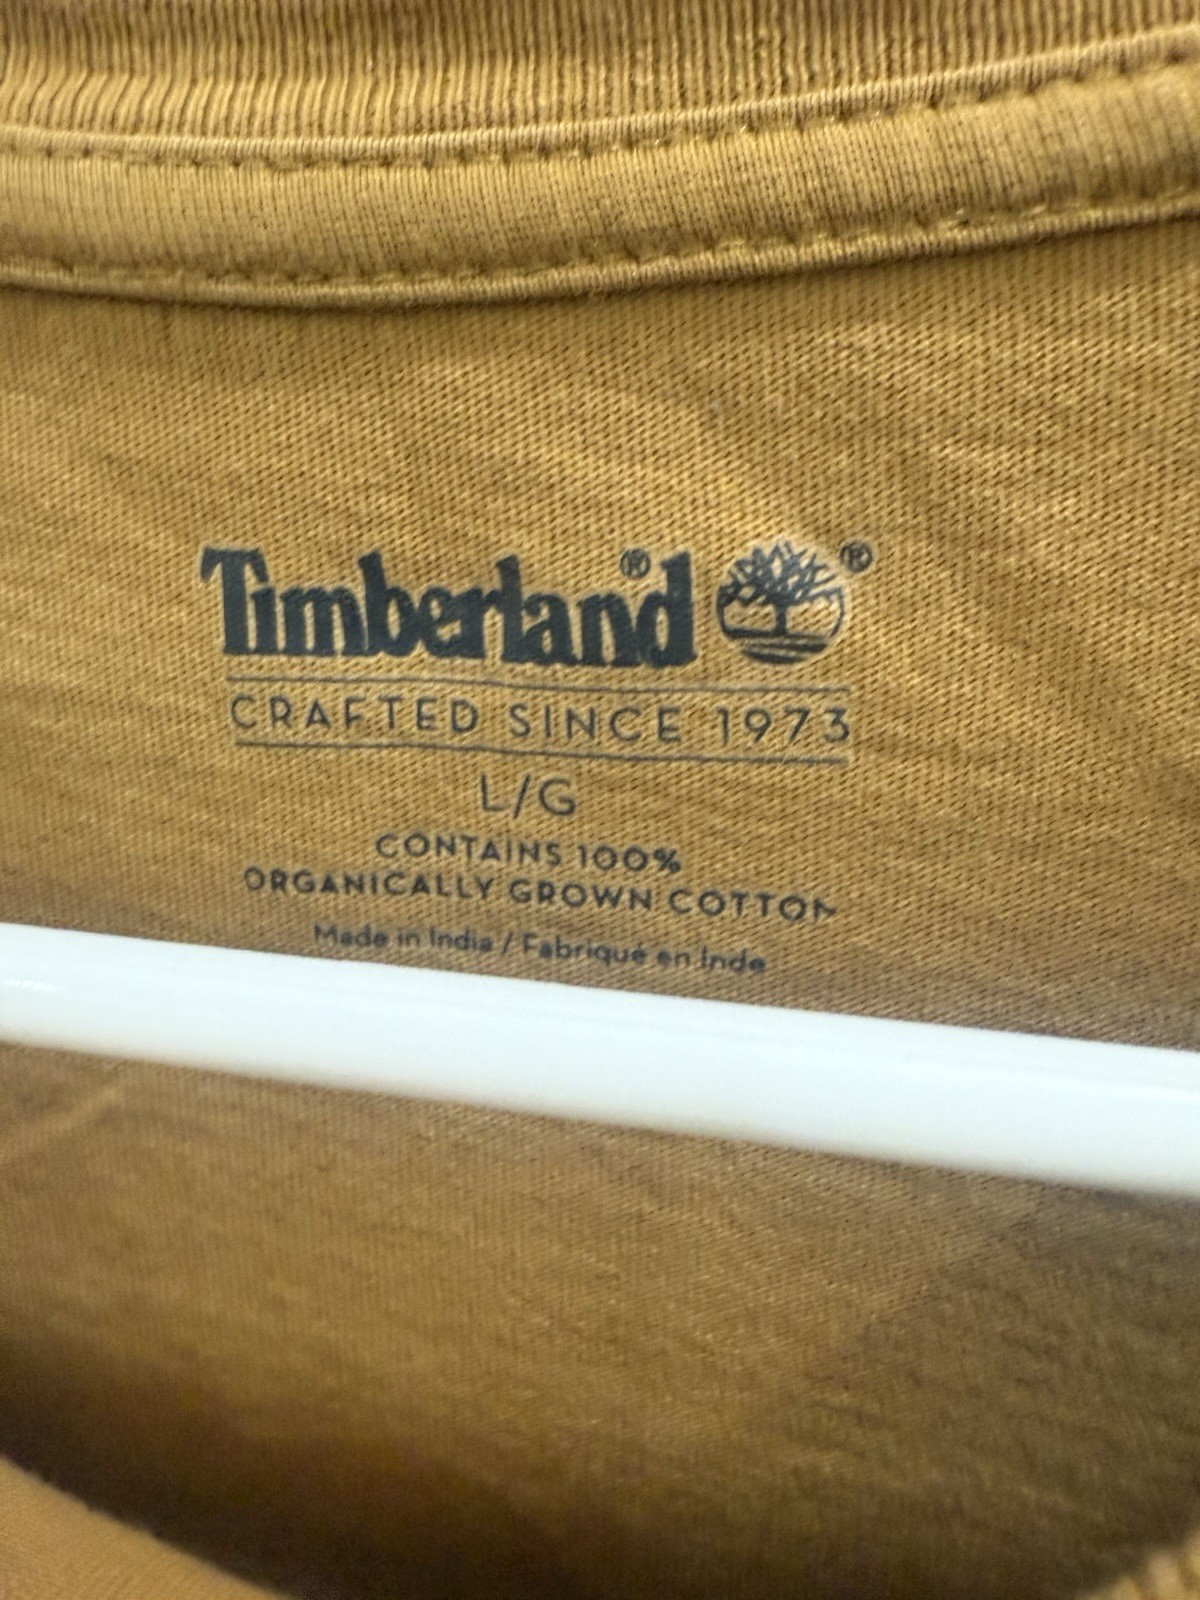 Timberland® ®
CRAFTED SINCE 1973
L/G
CONTAINS 100%
ORGANICALLY GROWN COTTON
Made in India / Fabriqué en Inde